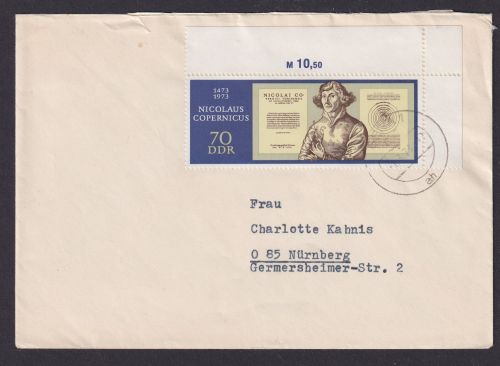 M 10,50
1473
1973
NICOLAUS
COPERNICUS
70
DDR
NICOLAI CO-
Frau
Charlotte Kahnis
O 85 Nürnberg
Germersheimer-Str. 2